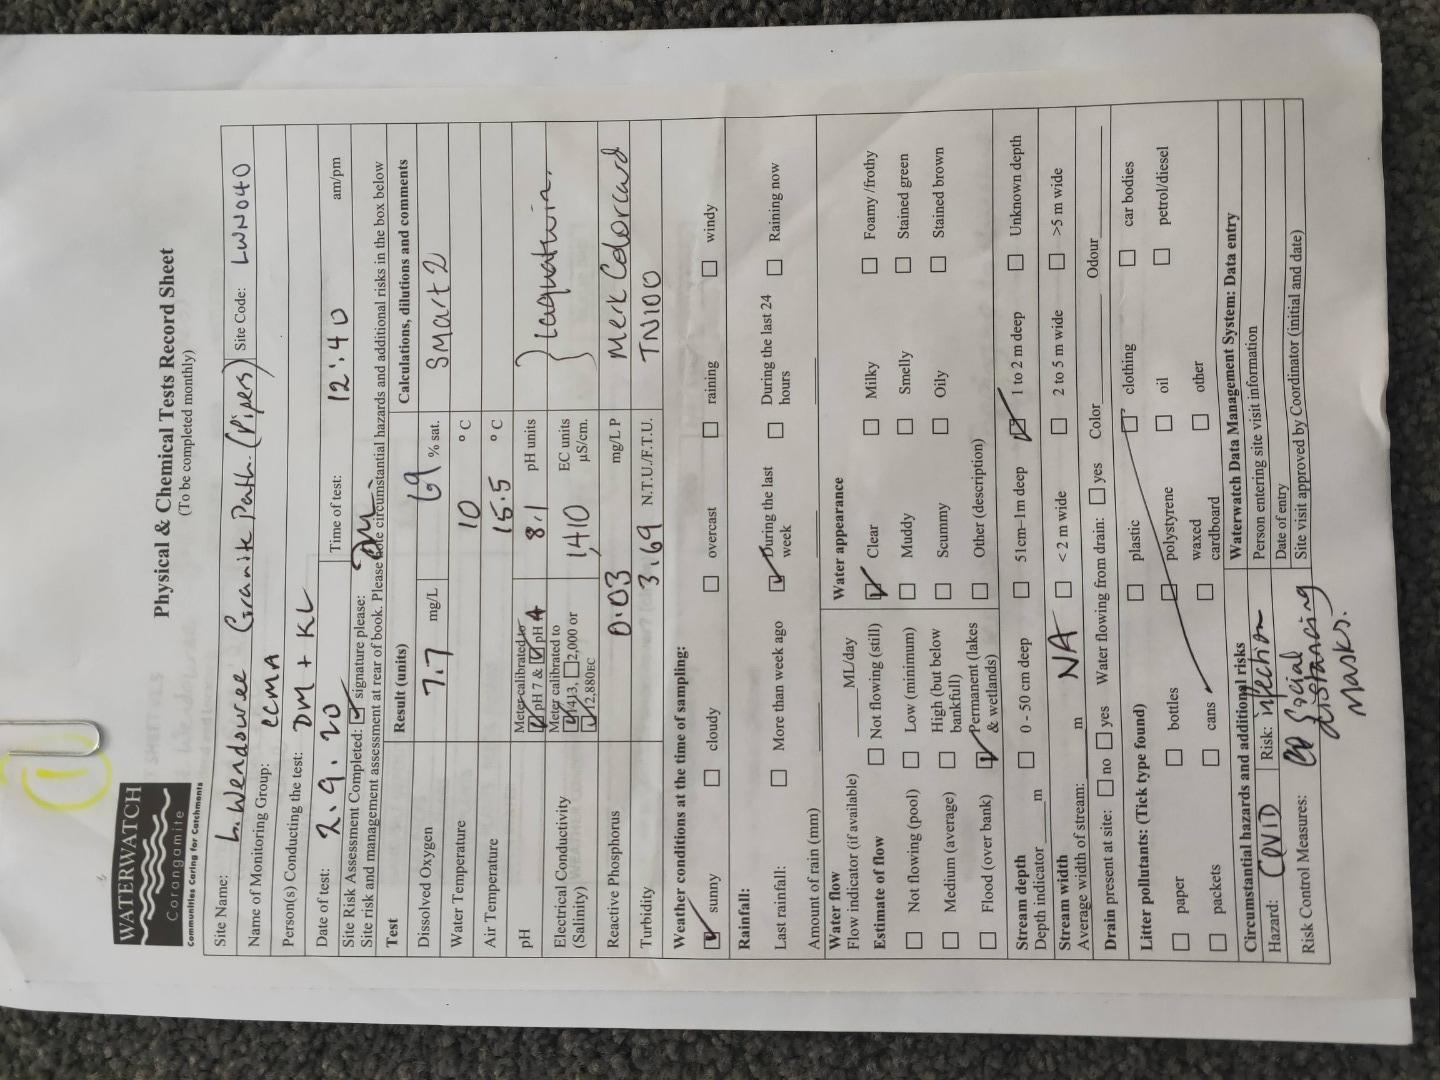 1
WATERWATCH
Corangamite
Communities Caring for Catchments
Physical & Chemical Tests Record Sheet
(To be completed monthly)
Site Name: L. Wendouree Granite Path (Pipers) Site Code: LWN040
Name of Monitoring Group: CCMA
Person(s) Conducting the test: DM + KL
Date of test: 2.9.20 Time of test: 12:40 am/pm
Site Risk Assessment Completed: signature please:
Site risk and management assessment at rear of book. Please note circumstantial hazards and additional risks in the box below
Test Result (units) Calculations, dilutions and comments
Dissolved Oxygen 7.7 mg/L 69 % sat. Smart 2
Water Temperature 10 °C
Air Temperature 15.5 °C
pH Meter calibrated to pH 7 & pH 4 8.1 pH units
Electrical Conductivity (Salinity) Meter calibrated to 1413, 2,000 or 12,880EC 1,410 EC units µS/cm.
Reactive Phosphorus 0.03 mg/L P Merk Colorcard
Turbidity 3.69 N.T.U./F.T.U. TN100
Weather conditions at the time of sampling:
sunny cloudy overcast raining windy
Rainfall:
Last rainfall: More than week ago During the last week During the last 24 hours Raining now
Amount of rain (mm)
Water flow
Flow indicator (if available) ML/day
Estimate of flow Not flowing (still)
Not flowing (pool) Low (minimum)
Medium (average) High (but below bankfill)
Flood (over bank) Permanent (lakes & wetlands)
Water appearance
Clear Milky Foamy/frothy
Muddy Smelly Stained green
Scummy Oily Stained brown
Other (description)
Stream depth
Depth indicator m 0 - 50 cm deep 51cm–1m deep 1 to 2 m deep Unknown depth
Stream width
Average width of stream: m NA < 2 m wide 2 to 5 m wide >5 m wide
Drain present at site: no yes Water flowing from drain: yes Color Odour
Litter pollutants: (Tick type found)
paper bottles plastic clothing car bodies
packets cans polystyrene oil petrol/diesel
waxed cardboard other
Circumstantial hazards and additional risks
Hazard: COVID Risk: infection
Risk Control Measures: Social
distancing
masks.
Waterwatch Data Management System: Data entry
Person entering site visit information
Date of entry
Site visit approved by Coordinator (initial and date)